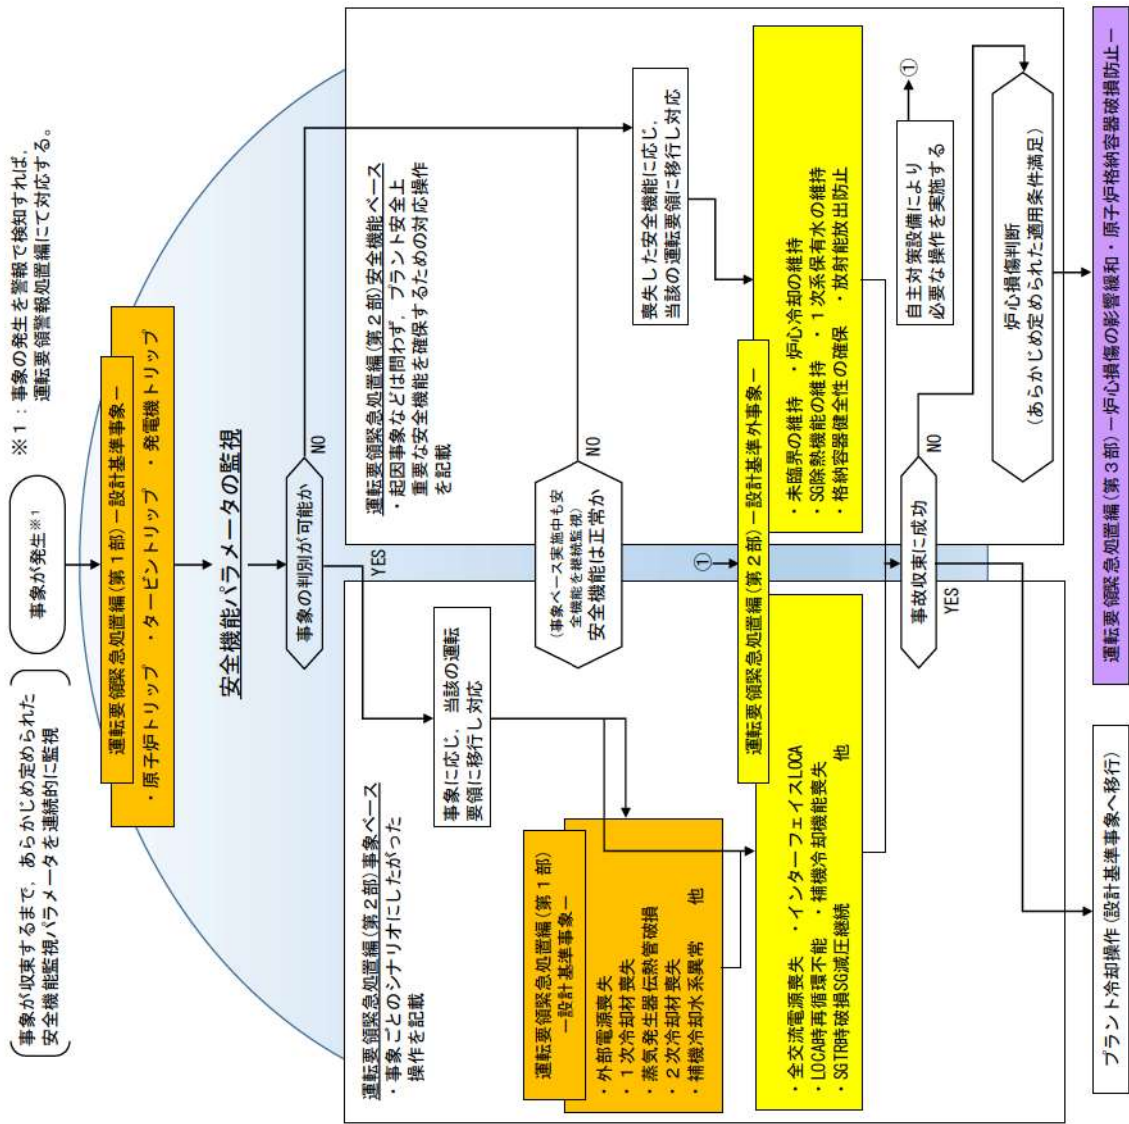 事象が収束するまで，あらかじめ定められた
安全機能監視パラメータを連続的に監視
事象が発生※1
※１：事象の発生を警報で検知すれば，
運転要領警報処置編にて対応する。
運転要領緊急処置編(第１部)－設計基準事象－
・原子炉トリップ ・タービントリップ ・発電機トリップ
安全機能パラメータの監視
事象の判別が可能か
YES
NO
運転要領緊急処置編(第２部)事象ベース
・事象ごとのシナリオにしたがった
操作を記載
事象に応じ，当該の運転
要領に移行し対応
運転要領緊急処置編(第１部)
－設計基準事象－
・外部電源喪失
・１次冷却材喪失
・蒸気発生器伝熱管破損
・２次冷却材喪失
・補機冷却水系異常 他
運転要領緊急処置編(第２部)安全機能ベース
・起因事象などは問わず，プラント安全上
重要な安全機能を確保するための対応操作
を記載
(事象ベース実施中も安
全機能を継続監視)
安全機能は正常か
NO
喪失した安全機能に応じ，
当該の運転要領に移行し対応
①
運転要領緊急処置編(第２部)－設計基準外事象－
・全交流電源喪失 ・インターフェイスLOCA
・LOCA時再循環不能 ・補機冷却機能喪失
・SGTR時破損SG減圧継続 他
・未臨界の維持 ・炉心冷却の維持
・SG除熱機能の維持 ・１次系保有水の維持
・格納容器健全性の確保 ・放射能放出防止
事故収束に成功
YES
NO
自主対策設備により
必要な操作を実施する
①
炉心損傷判断
(あらかじめ定められた適用条件満足)
プラント冷却操作(設計基準事象へ移行)
運転要領緊急処置編(第３部)－炉心損傷の影響緩和・原子炉格納容器破損防止－